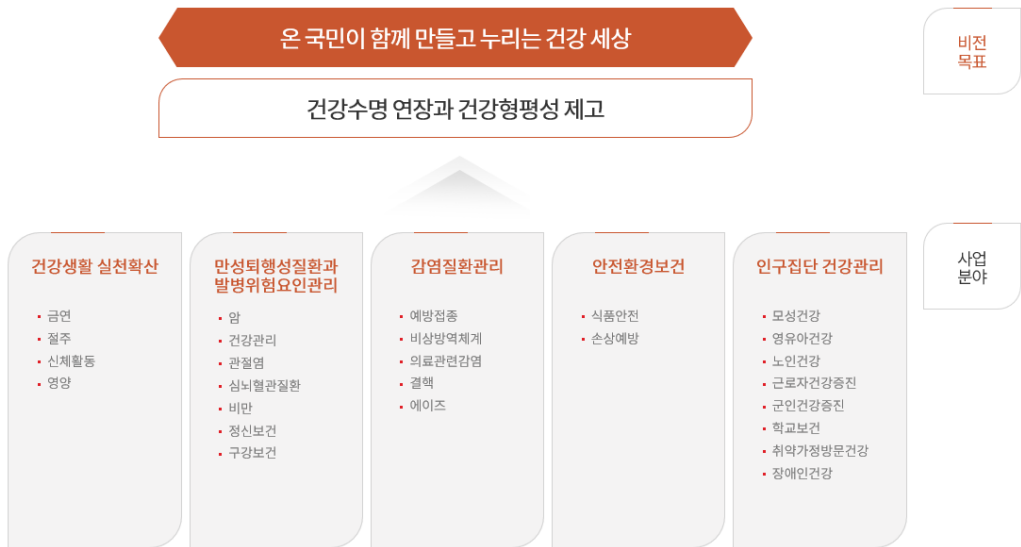 온 국민이 함께 만들고 누리는 건강 세상
비전
목표
건강수명 연장과 건강형평성 제고
사업
분야
건강생활 실천확산
금연
절주
신체활동
영양
만성퇴행성질환과
발병위험요인관리
암
건강관리
관절염
심뇌혈관질환
비만
정신보건
구강보건
감염질환관리
예방접종
비상방역체계
의료관련감염
결핵
에이즈
안전환경보건
식품안전
손상예방
인구집단 건강관리
모성건강
영유아건강
노인건강
근로자건강증진
군인건강증진
학교보건
취약가정방문건강
장애인건강